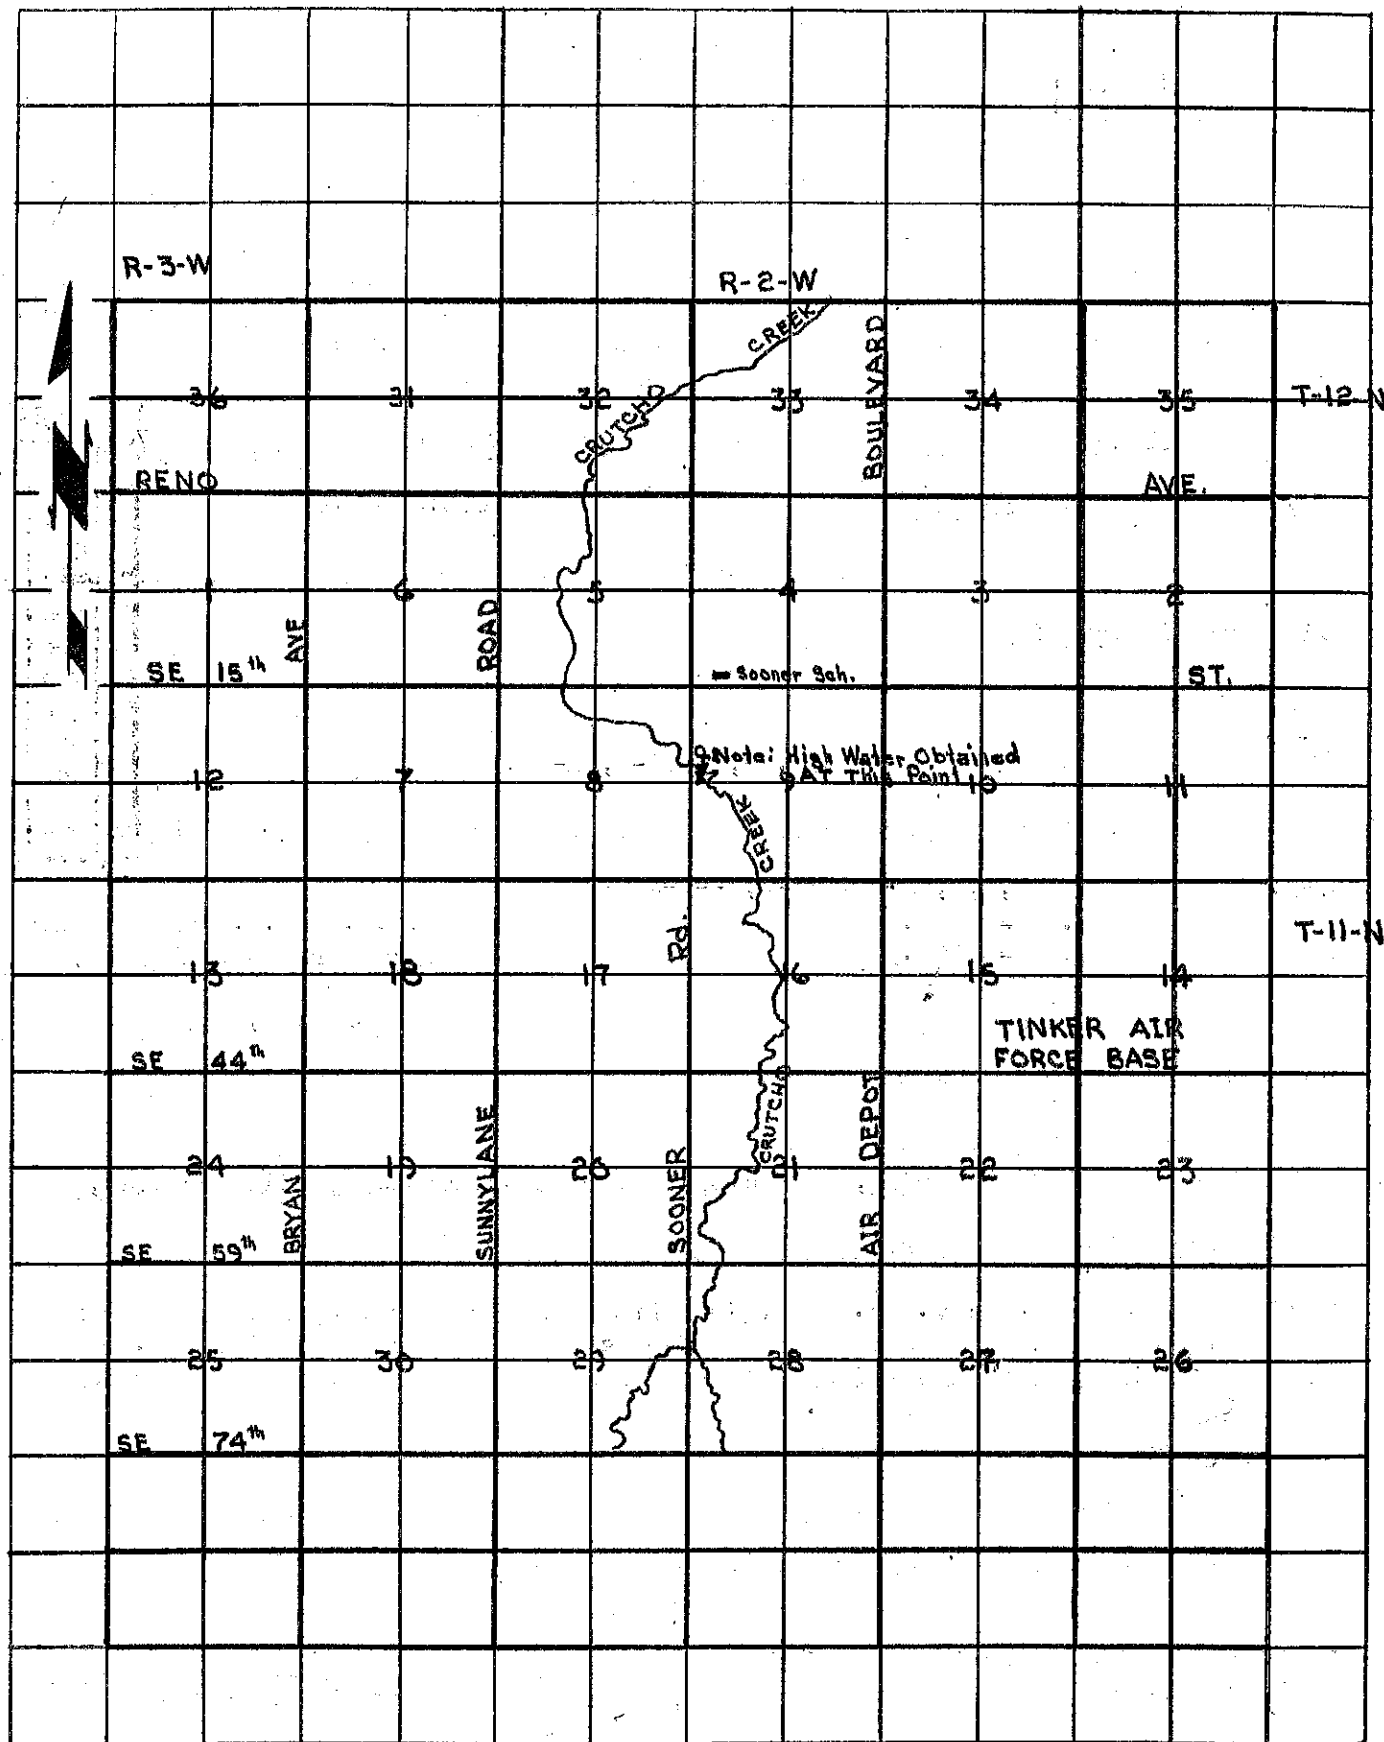 R-3-W
R-2-W
CREEK
BOULEVARD
36
31
32
33
34
35
T-12-N
CRUTCHO
RENO
AVE.
1
6
5
4
3
2
AVE
ROAD
SE 15th
Sooner Sch.
ST.
Note: High Water Obtained
AT This Point
12
7
8
9
10
11
CREEK
Rd.
T-11-N
13
18
17
16
15
14
TINKER AIR
FORCE BASE
SE 44th
CRUTCHO
AIR DEPOT
24
19
20
21
22
23
BRYAN
SUNNYLANE
SOONER
SE 59th
25
30
29
28
27
26
SE 74th